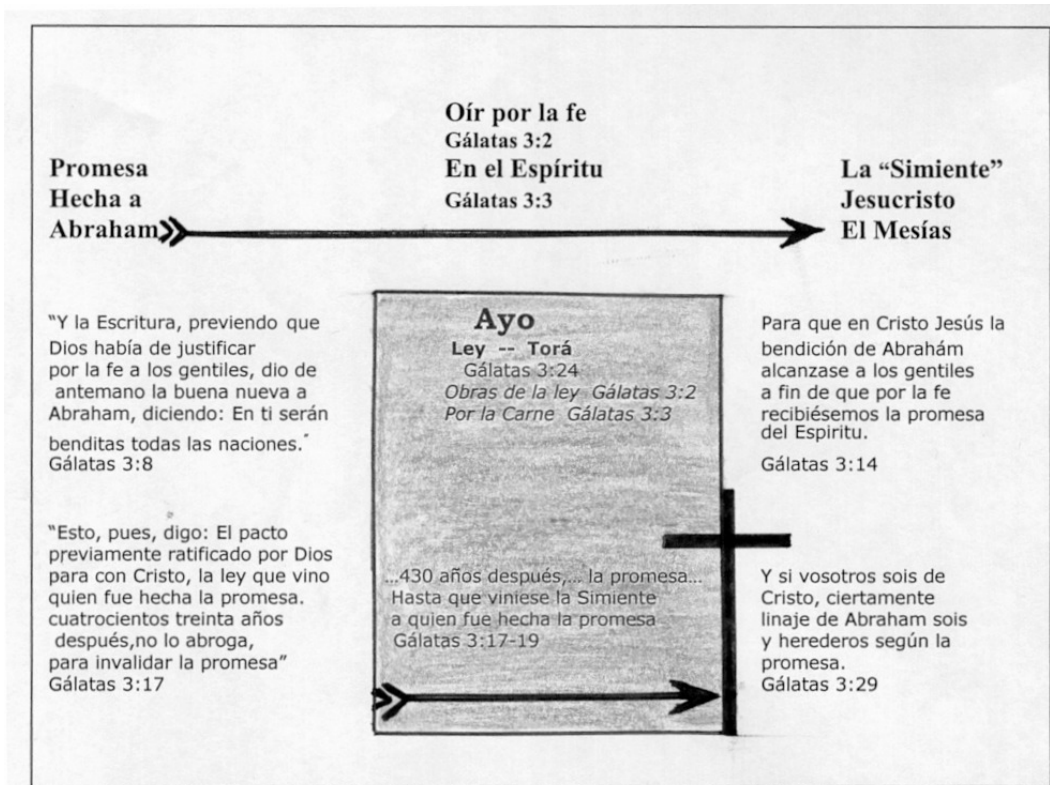 Oír por la fe
Gálatas 3:2
En el Espíritu
Gálatas 3:3
Promesa
Hecha a
Abraham
La “Simiente”
Jesucristo
El Mesías
"Y la Escritura, previendo que
Dios había de justificar
por la fe a los gentiles, dio de
antemano la buena nueva a
Abraham, diciendo: En ti serán
benditas todas las naciones.”
Gálatas 3:8
"Esto, pues, digo: El pacto
previamente ratificado por Dios
para con Cristo, la ley que vino
quien fue hecha la promesa.
cuatrocientos treinta años
después,no lo abroga,
para invalidar la promesa”
Gálatas 3:17
Ayo
Ley -- Torá
Gálatas 3:24
Obras de la ley Gálatas 3:2
Por la Carne Gálatas 3:3
...430 años después,... la promesa...
Hasta que viniese la Simiente
a quien fue hecha la promesa
Gálatas 3:17-19
Para que en Cristo Jesús la
bendición de Abrahám
alcanzase a los gentiles
a fin de que por la fe
recibiésemos la promesa
del Espiritu.
Gálatas 3:14
Y si vosotros sois de
Cristo, ciertamente
linaje de Abraham sois
y herederos según la
promesa.
Gálatas 3:29